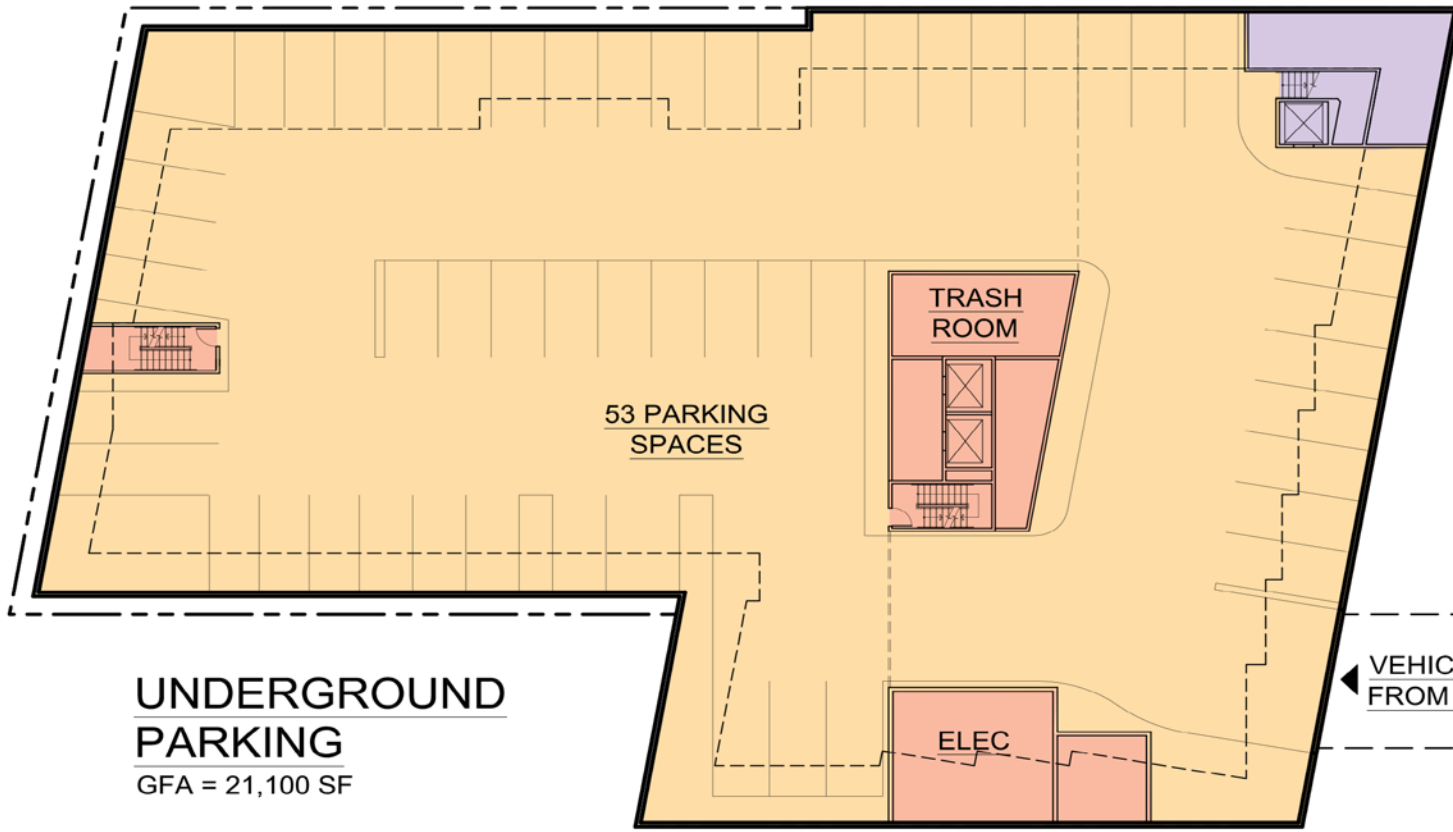 TRASH
ROOM
53 PARKING
SPACES
UNDERGROUND
PARKING
GFA = 21,100 SF
ELEC
VEHIC
FROM